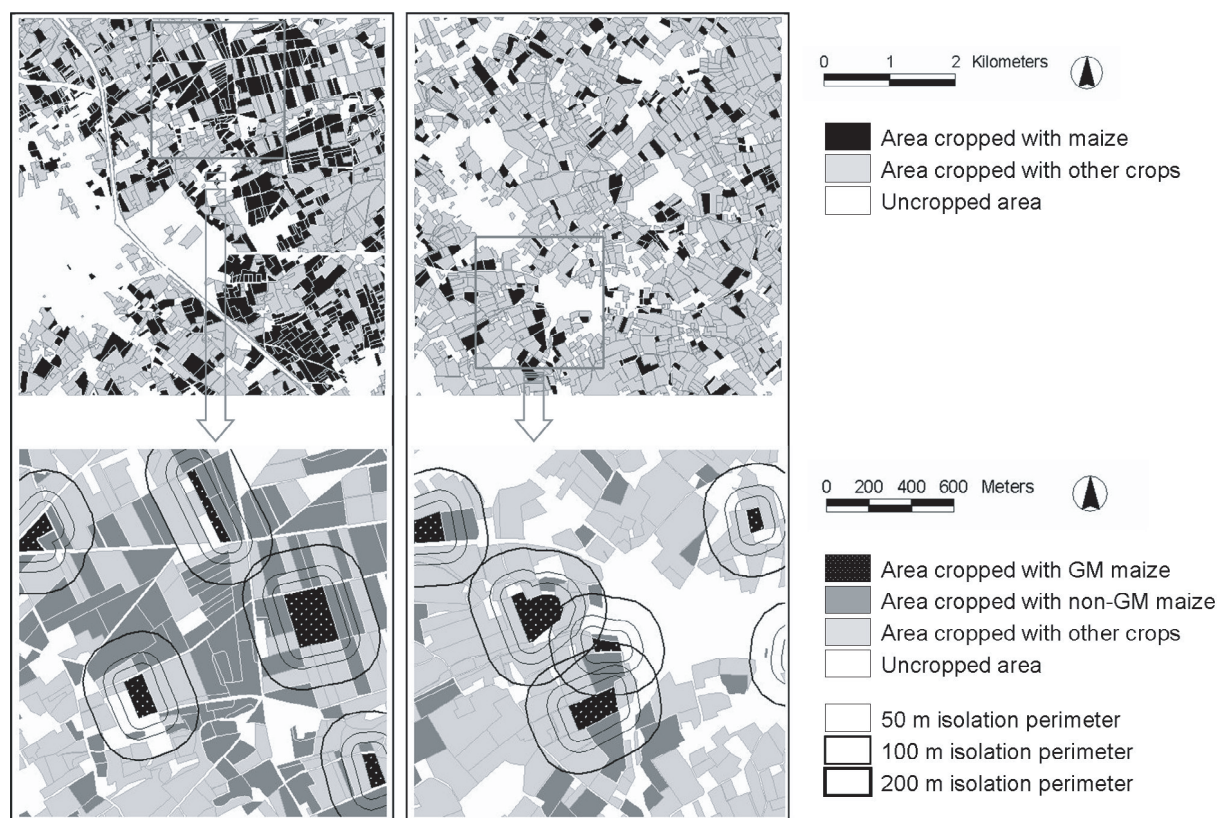 0 1 2 Kilometers
Area cropped with maize
Area cropped with other crops
Uncropped area
0 200 400 600 Meters
Area cropped with GM maize
Area cropped with non-GM maize
Area cropped with other crops
Uncropped area
50 m isolation perimeter
100 m isolation perimeter
200 m isolation perimeter